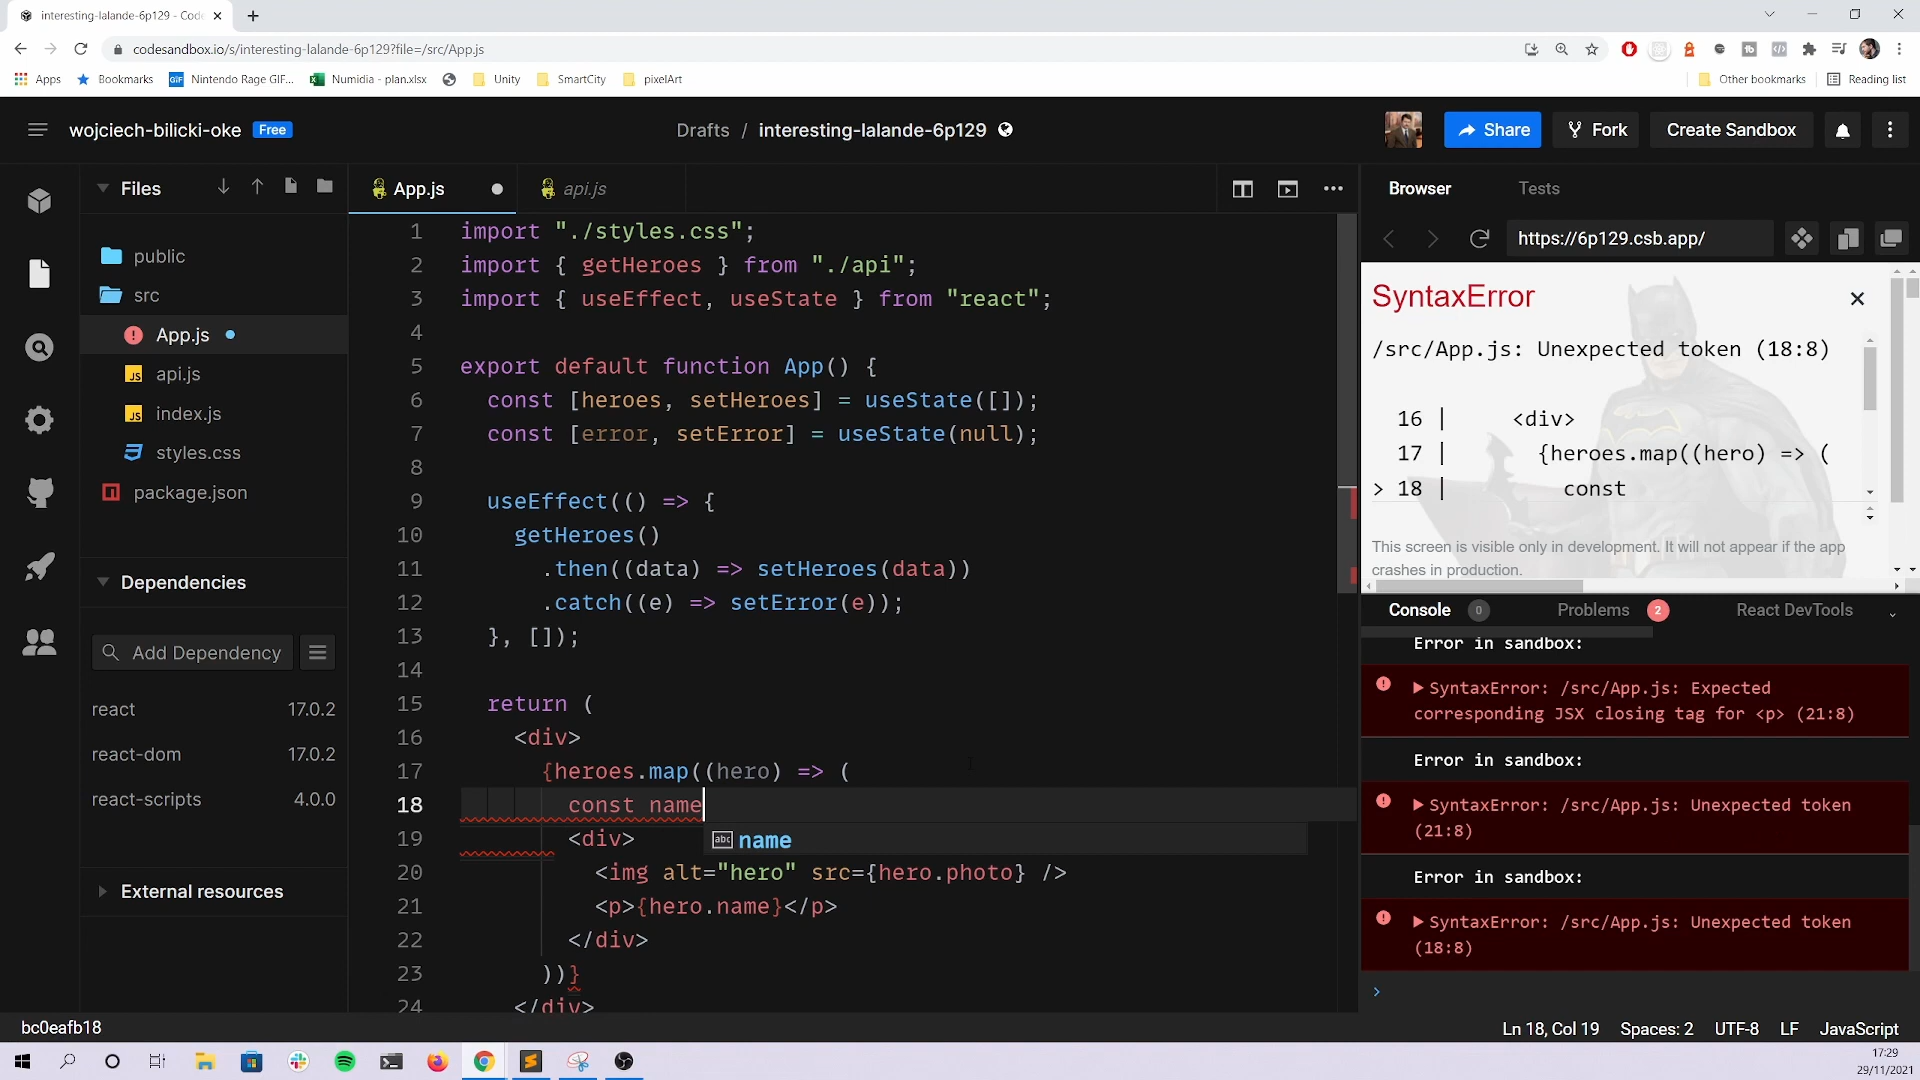 interesting-lalande-6p129 - Code
codesandbox.io/s/interesting-lalande-6p129?file=/src/App.js
Apps
Bookmarks
GIF
Nintendo Rage GIF...
Numidia - plan.xlsx
Unity
SmartCity
pixelArt
Other bookmarks
Reading list
wojciech-bilicki-oke
Free
Drafts / interesting-lalande-6p129
Share
Fork
Create Sandbox
Files
App.js
api.js
Browser
Tests
https://6p129.csb.app/
public
src
App.js
JS api.js
JS index.js
styles.css
package.json
Dependencies
Add Dependency
react 17.0.2
react-dom 17.0.2
react-scripts 4.0.0
External resources
1 import "./styles.css";
2 import { getHeroes } from "./api";
3 import { useEffect, useState } from "react";
4
5 export default function App() {
6 const [heroes, setHeroes] = useState([]);
7 const [error, setError] = useState(null);
8
9 useEffect(() => {
10 getHeroes()
11 .then((data) => setHeroes(data))
12 .catch((e) => setError(e));
13 }, []);
14
15 return (
16 <div>
17 {heroes.map((hero) => (
18 const name
abc name
19 <div>
20 <img alt="hero" src={hero.photo} />
21 <p>{hero.name}</p>
22 </div>
23 ))}
24 </div>
SyntaxError
/src/App.js: Unexpected token (18:8)
16 | <div>
17 | {heroes.map((hero) => (
> 18 | const
This screen is visible only in development. It will not appear if the app
crashes in production.
Console 0
Problems 2
React DevTools
Error in sandbox:
SyntaxError: /src/App.js: Expected
corresponding JSX closing tag for <p> (21:8)
Error in sandbox:
SyntaxError: /src/App.js: Unexpected token
(21:8)
Error in sandbox:
SyntaxError: /src/App.js: Unexpected token
(18:8)
bc0eafb18
Ln 18, Col 19
Spaces: 2
UTF-8
LF
JavaScript
17:29
29/11/2021